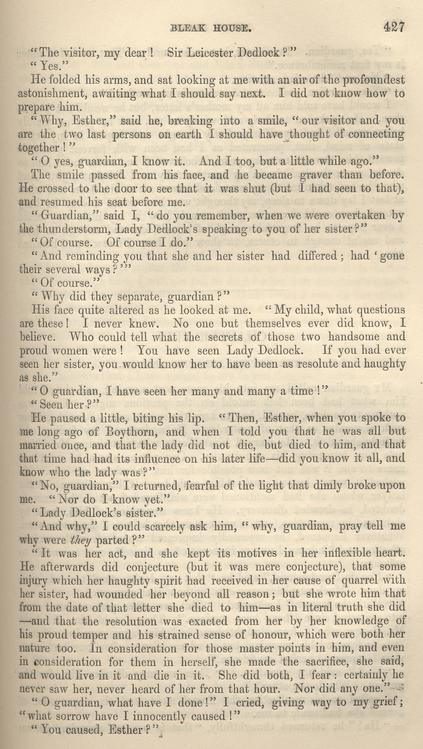 BLEAK HOUSE. 427
“The visitor, my dear! Sir Leicester Dedlock?”
“Yes.”
He folded his arms, and sat looking at me with an air of the profoundest
astonishment, awaiting what I should say next. I did not know how to
prepare him.
“Why, Esther,” said he, breaking into a smile, “our visitor and you
are the two last persons on earth I should have thought of connecting
together!”
“O yes, guardian, I know it. And I too, but a little while ago.”
The smile passed from his face, and he became graver than before.
He crossed to the door to see that it was shut (but I had seen to that),
and resumed his seat before me.
“Guardian,” said I, “do you remember, when we were overtaken by
the thunderstorm, Lady Dedlock's speaking to you of her sister?”
“Of course. Of course I do.”
“And reminding you that she and her sister had differed; had ‘gone
their several ways?’”
“Of course.”
“Why did they separate, guardian?”
His face quite altered as he looked at me. “My child, what questions
are these! I never knew. No one but themselves ever did know, I
believe. Who could tell what the secrets of those two handsome and
proud women were! You have seen Lady Dedlock. If you had ever
seen her sister, you would know her to have been as resolute and haughty
as she.”
“O guardian, I have seen her many and many a time!”
“Seen her?”
He paused a little, biting his lip. “Then, Esther, when you spoke to
me long ago of Boythorn, and when I told you that he was all but
married once, and that the lady did not die, but died to him, and that
that time had had its influence on his later life—did you know it all, and
know who the lady was?”
“No, guardian,” I returned, fearful of the light that dimly broke upon
me. “Nor do I know yet.”
“Lady Dedlock's sister.”
“And why,” I could scarcely ask him, “why, guardian, pray tell me
why were they parted?”
“It was her act, and she kept its motives in her inflexible heart.
He afterwards did conjecture (but it was mere conjecture), that some
injury which her haughty spirit had received in her cause of quarrel with
her sister, had wounded her beyond all reason; but she wrote him that
from the date of that letter she died to him—as in literal truth she did
—and that the resolution was exacted from her by her knowledge of
his proud temper and his strained sense of honour, which were both her
nature too. In consideration for those master points in him, and even
in consideration for them in herself, she made the sacrifice, she said,
and would live in it and die in it. She did both, I fear: certainly he
never saw her, never heard of her from that hour. Nor did any one.”
“O guardian, what have I done!” I cried, giving way to my grief;
“what sorrow have I innocently caused!”
“You caused, Esther?”